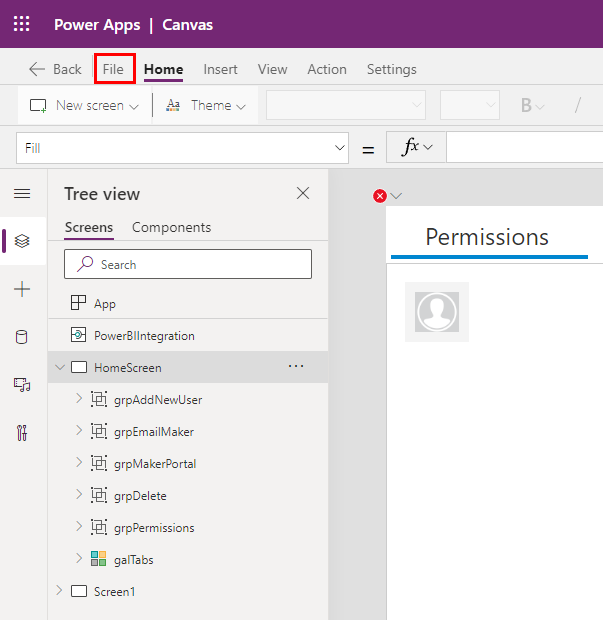 Power Apps | Canvas
Back File Home Insert View Action Settings
New screen Aa Theme B /
Fill = fx
Tree view
Screens Components
Search
App
PowerBIIntegration
HomeScreen ...
grpAddNewUser
grpEmailMaker
grpMakerPortal
grpDelete
grpPermissions
galTabs
Screen1
Permissions